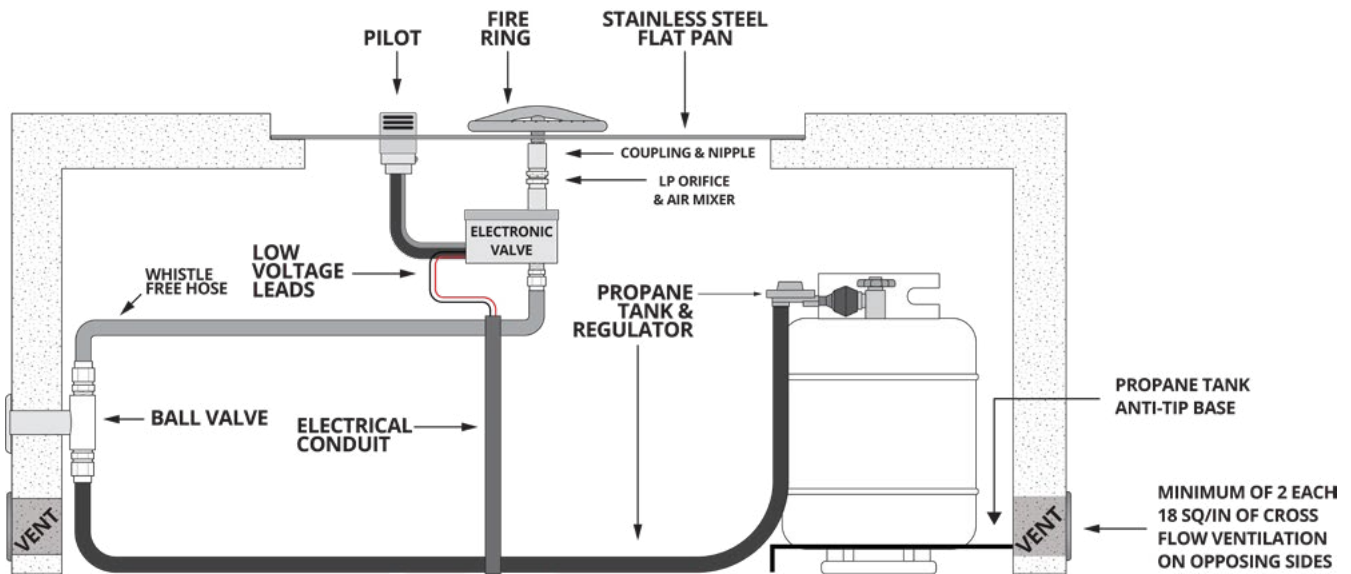 PILOT
FIRE
RING
STAINLESS STEEL
FLAT PAN
COUPLING & NIPPLE
LP ORIFICE
& AIR MIXER
ELECTRONIC
VALVE
LOW
VOLTAGE
LEADS
WHISTLE
FREE HOSE
PROPANE
TANK &
REGULATOR
BALL VALVE
ELECTRICAL
CONDUIT
PROPANE TANK
ANTI-TIP BASE
VENT
VENT
MINIMUM OF 2 EACH
18 SQ/IN OF CROSS
FLOW VENTILATION
ON OPPOSING SIDES